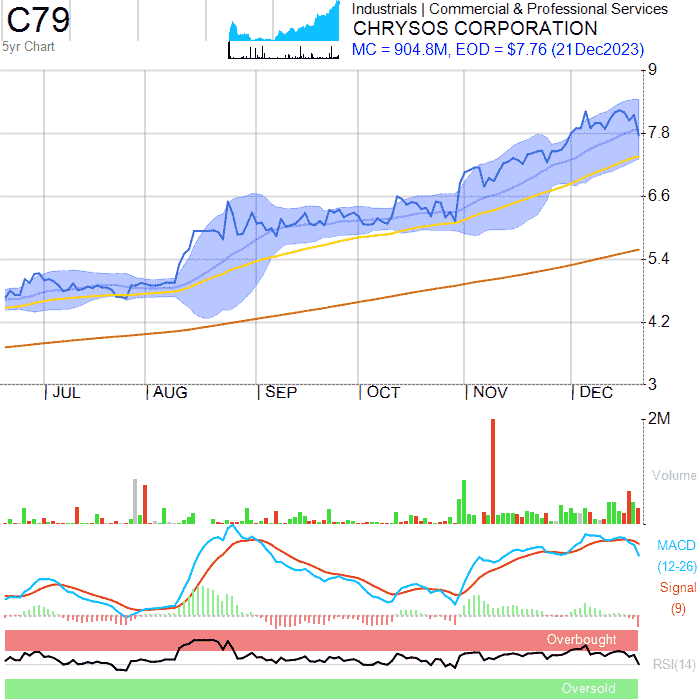 C79
5yr Chart
Industrials | Commercial & Professional Services
CHRYSOS CORPORATION
MC = 904.8M, EOD = $7.76 (21Dec2023)
9
7.8
6.6
5.4
4.2
3
JUL AUG SEP OCT NOV DEC
2M
Volume
MACD
(12-26)
Signal
(9)
Overbought
RSI(14)
Oversold